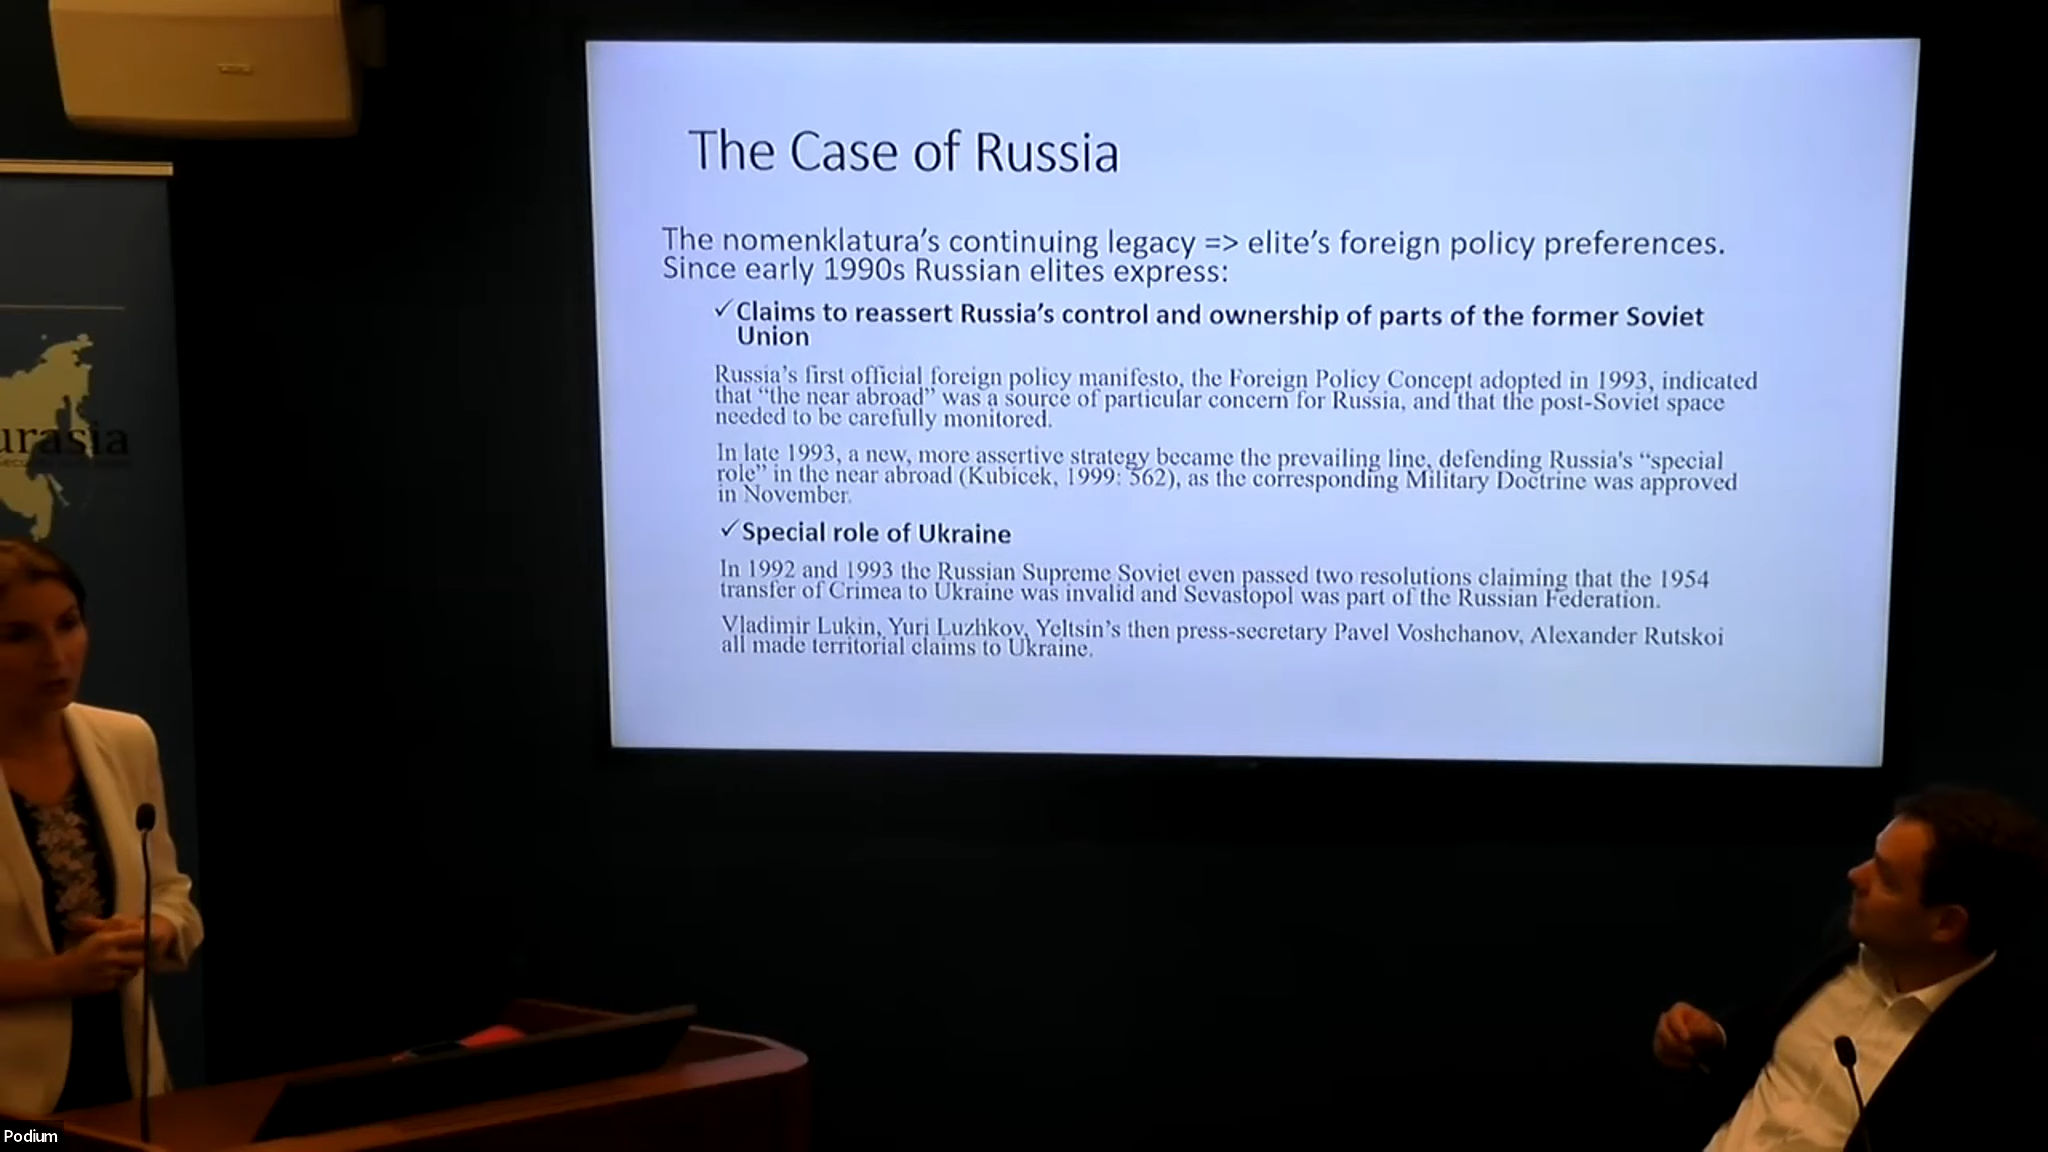 The Case of Russia
The nomenklatura's continuing legacy => elite's foreign policy preferences.
Since early 1990s Russian elites express:
✓Claims to reassert Russia's control and ownership of parts of the former Soviet
Union
Russia's first official foreign policy manifesto, the Foreign Policy Concept adopted in 1993, indicated
that “the near abroad” was a source of particular concern for Russia, and that the post-Soviet space
needed to be carefully monitored.
In late 1993, a new, more assertive strategy became the prevailing line, defending Russia's “special
role” in the near abroad (Kubicek, 1999: 562), as the corresponding Military Doctrine was approved
in November.
✓Special role of Ukraine
In 1992 and 1993 the Russian Supreme Soviet even passed two resolutions claiming that the 1954
transfer of Crimea to Ukraine was invalid and Sevastopol was part of the Russian Federation.
Vladimir Lukin, Yuri Luzhkov, Yeltsin's then press-secretary Pavel Voshchanov, Alexander Rutskoi
all made territorial claims to Ukraine.
urasia
Podium